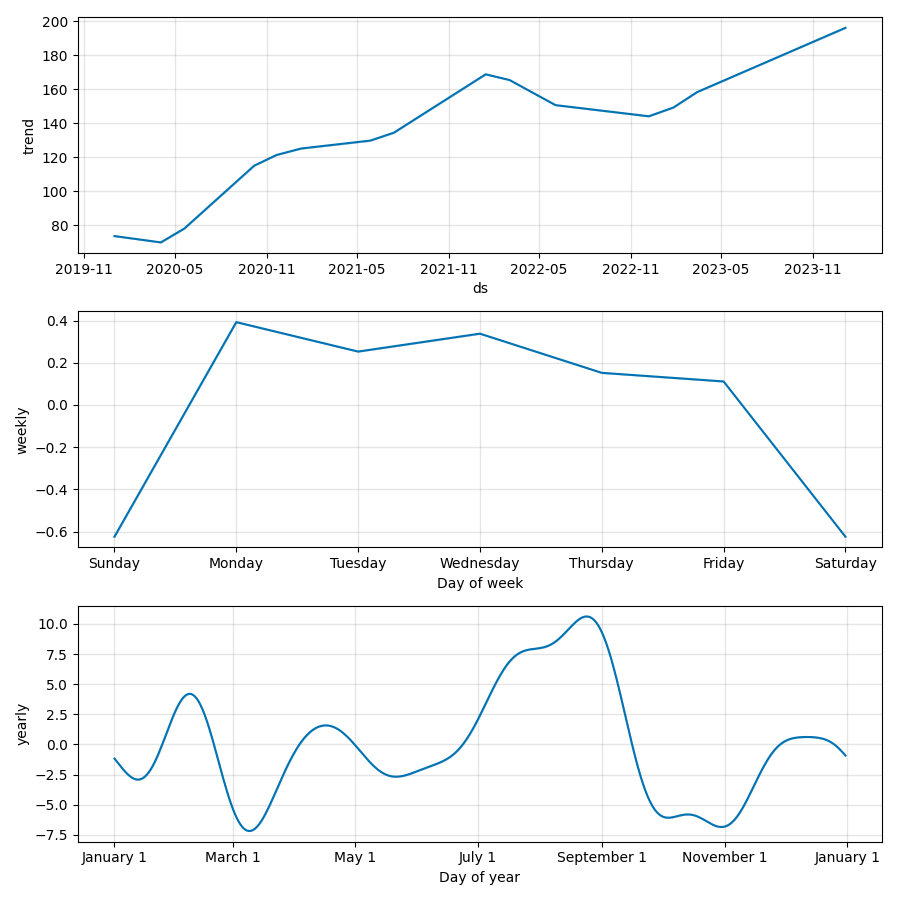 200
180
160
140
120
100
80
trend
2019-11 2020-05 2020-11 2021-05 2021-11 2022-05 2022-11 2023-05 2023-11
ds
0.4
0.2
0.0
−0.2
−0.4
−0.6
weekly
Sunday Monday Tuesday Wednesday Thursday Friday Saturday
Day of week
10.0
7.5
5.0
2.5
0.0
−2.5
−5.0
−7.5
yearly
January 1 March 1 May 1 July 1 September 1 November 1 January 1
Day of year